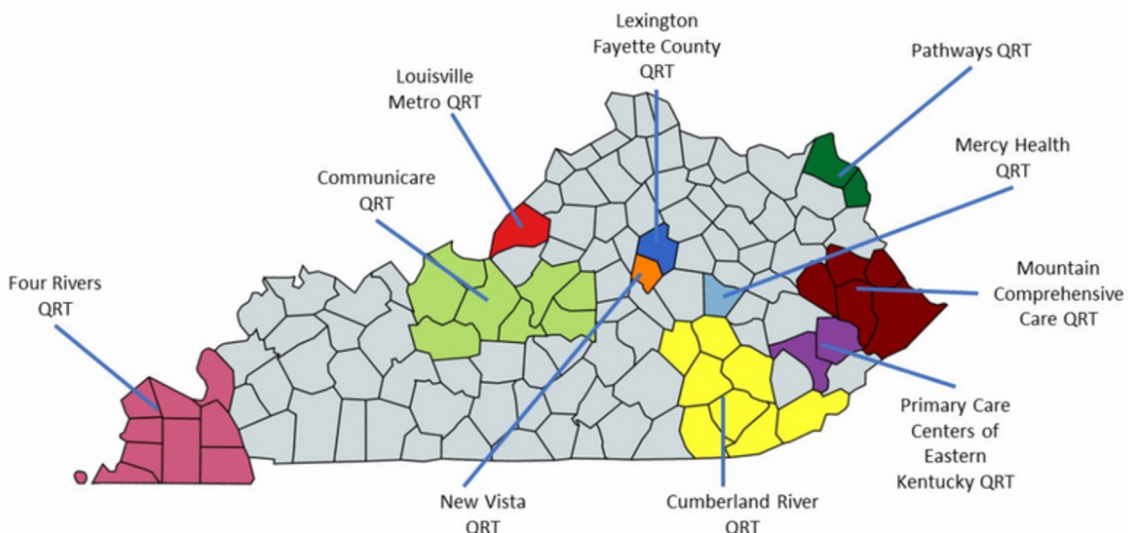 Lexington
Fayette County
QRT
Pathways QRT
Louisville
Metro QRT
Mercy Health
QRT
Communicare
QRT
Four Rivers
QRT
Mountain
Comprehensive
Care QRT
Primary Care
Centers of
Eastern
Kentucky QRT
New Vista
QRT
Cumberland River
QRT